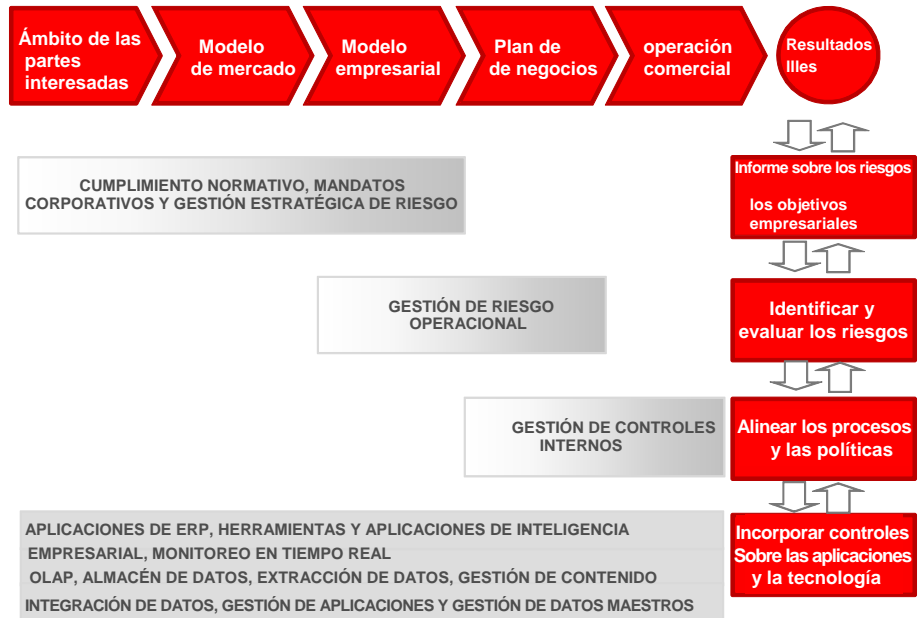 Ámbito de las
partes
interesadas
Modelo
de mercado
Modelo
empresarial
Plan de
de negocios
operación
comercial
Resultados
Illes
CUMPLIMIENTO NORMATIVO, MANDATOS
CORPORATIVOS Y GESTIÓN ESTRATÉGICA DE RIESGO
Informe sobre los riesgos
los objetivos
empresariales
GESTIÓN DE RIESGO
OPERACIONAL
Identificar y
evaluar los riesgos
GESTIÓN DE CONTROLES
INTERNOS
Alinear los procesos
y las políticas
APLICACIONES DE ERP, HERRAMIENTAS Y APLICACIONES DE INTELIGENCIA
EMPRESARIAL, MONITOREO EN TIEMPO REAL
OLAP, ALMACÉN DE DATOS, EXTRACCIÓN DE DATOS, GESTIÓN DE CONTENIDO
INTEGRACIÓN DE DATOS, GESTIÓN DE APLICACIONES Y GESTIÓN DE DATOS MAESTROS
Incorporar controles
Sobre las aplicaciones
y la tecnología